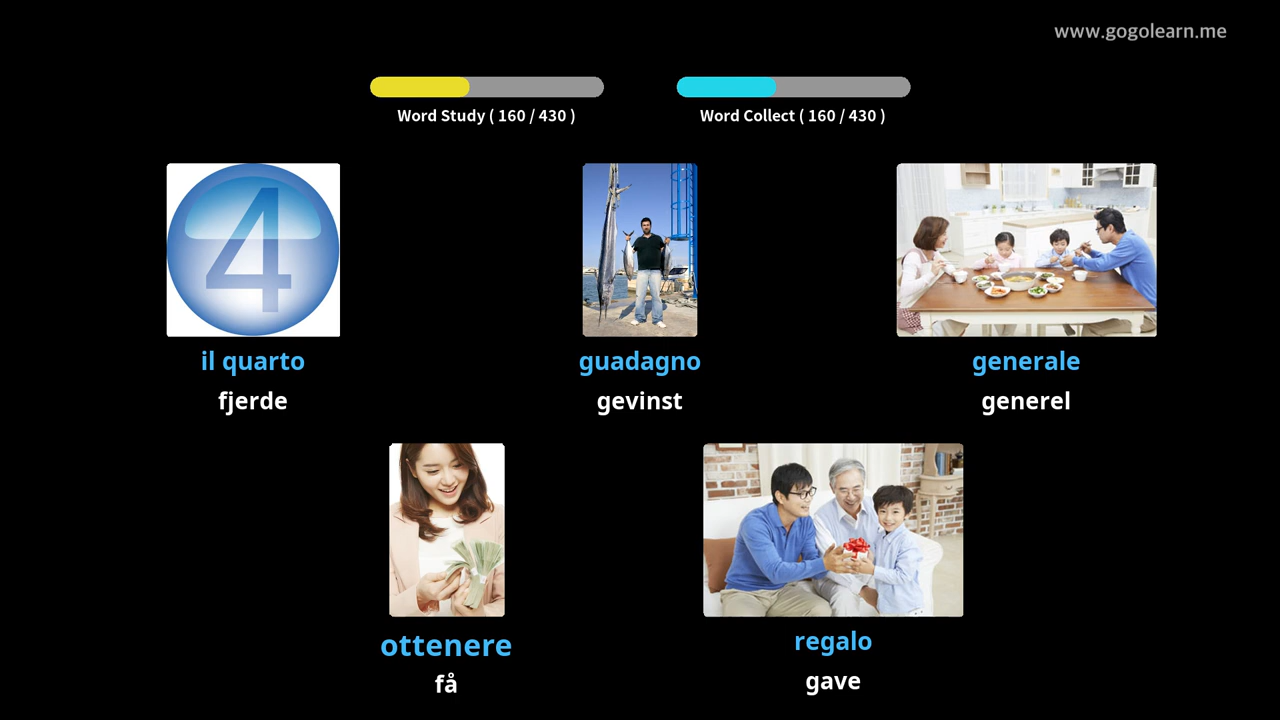 www.gogolearn.me
Word Study ( 160 / 430 )
Word Collect ( 160 / 430 )
4
il quarto
fjerde
guadagno
gevinst
generale
generel
ottenere
få
regalo
gave